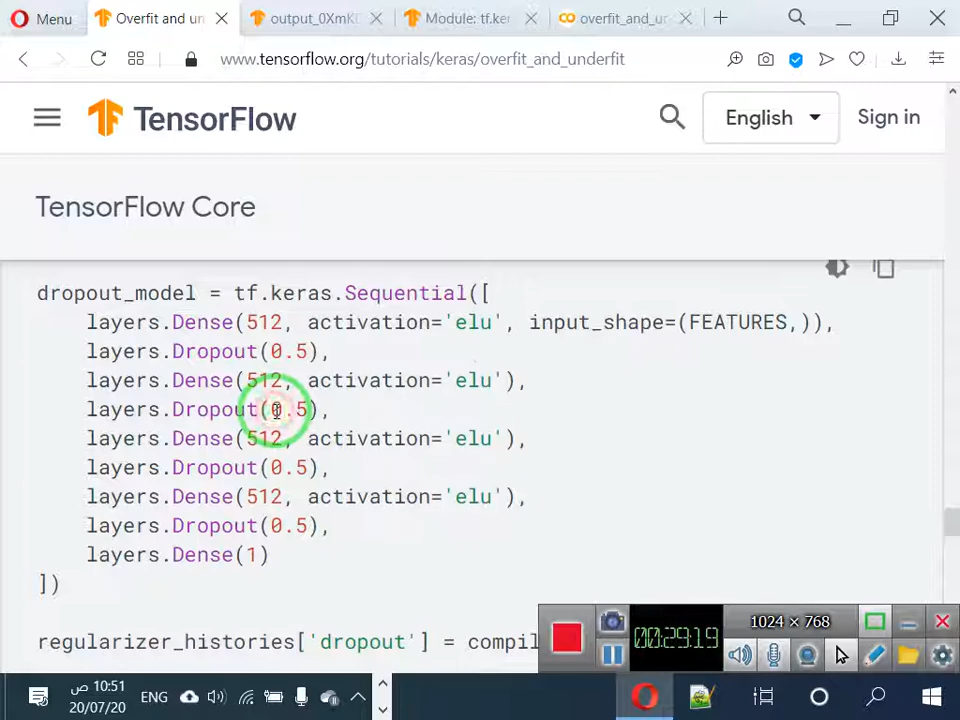 Menu
Overfit and un
output_0XmKD
Module: tf.ker
overfit_and_ur
www.tensorflow.org/tutorials/keras/overfit_and_underfit
TensorFlow
English
Sign in
TensorFlow Core
dropout_model = tf.keras.Sequential([
layers.Dense(512, activation='elu', input_shape=(FEATURES,)),
layers.Dropout(0.5),
layers.Dense(512, activation='elu'),
layers.Dropout(0.5),
layers.Dense(512, activation='elu'),
layers.Dropout(0.5),
layers.Dense(512, activation='elu'),
layers.Dropout(0.5),
layers.Dense(1)
])
regularizer_histories['dropout'] = compil
00:29:19
1024 × 768
10:51 ص
20/07/20
ENG